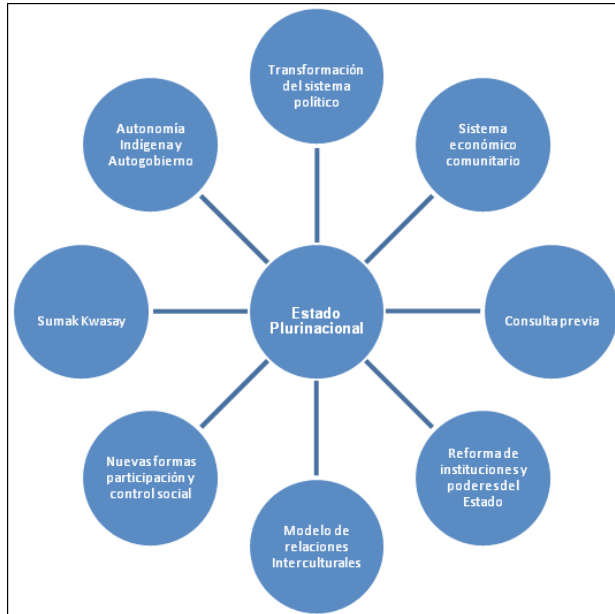 Transformación
del sistema
político
Autonomía
Indígena y
Autogobierno
Sistema
económico
comunitario
Sumak Kwasay
Estado
Plurinacional
Consulta previa
Nuevas formas
participación y
control social
Reforma de
instituciones y
poderes del
Estado
Modelo de
relaciones
Interculturales